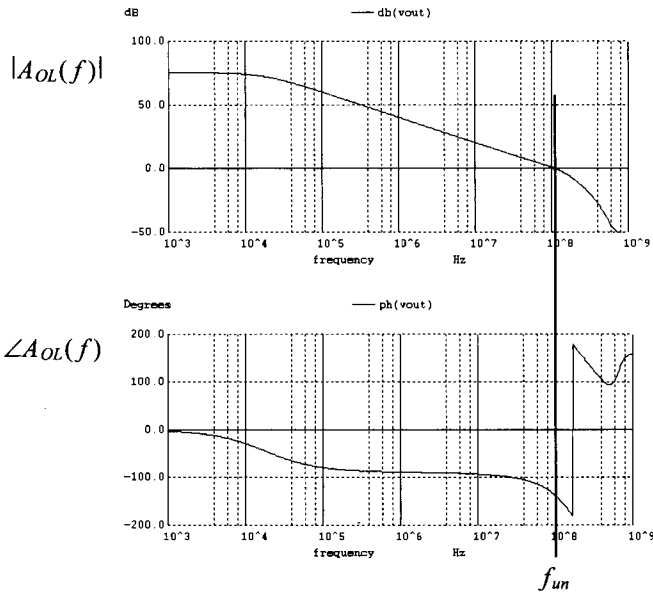 dB
db(vout)
|A_OL(f)|
100.0
50.0
0.0
-50.0
10^3 10^4 10^5 10^6 10^7 10^8 10^9
frequency Hz
Degrees
ph(vout)
∠A_OL(f)
200.0
100.0
0.0
-100.0
-200.0
10^3 10^4 10^5 10^6 10^7 10^8 10^9
frequency Hz
f_un